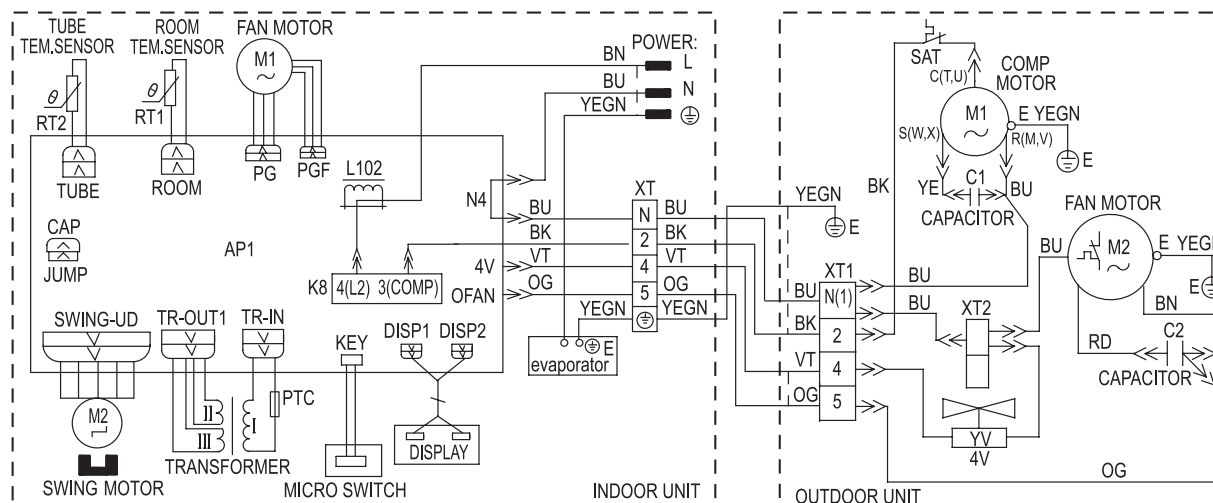 TUBE
TEM.SENSOR
ROOM
TEM.SENSOR
FAN MOTOR
M1
~
θ
RT2
θ
RT1
TUBE
ROOM
PG
PGF
L102
POWER:
BN
L
BU
N
YEGN
CAP
JUMP
AP1
N4
XT
BU
N
BU
BK
2
BK
4V
VT
4
VT
OFAN
OG
5
OG
YEGN
YEGN
K8
4(L2)
3(COMP)
E
evaporator
SWING-UD
TR-OUT1
TR-IN
KEY
DISP1
DISP2
M2
II
III
I
PTC
TRANSFORMER
DISPLAY
SWING MOTOR
MICRO SWITCH
INDOOR UNIT
SAT
C(T,U)
COMP
MOTOR
M1
~
E YEGN
S(W,X)
R(M,V)
E
BK
YE
C1
BU
CAPACITOR
YEGN
E
FAN MOTOR
BU
M2
~
E YEGN
E
XT1
BU
N(1)
BU
BU
BK
2
VT
4
OG
5
XT2
BN
RD
C2
CAPACITOR
YV
4V
OG
OUTDOOR UNIT